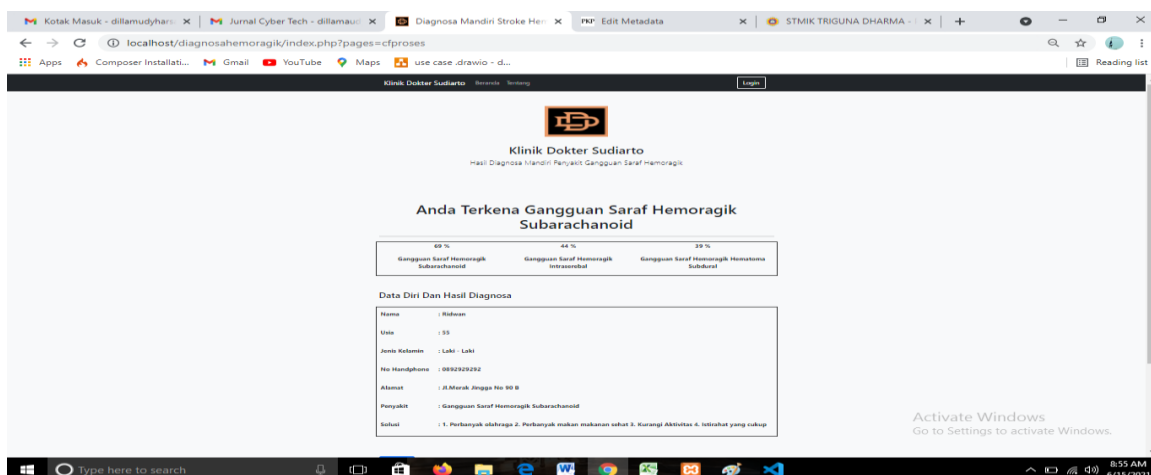 Kotak Masuk - dillamudyhars
Jurnal Cyber Tech - dillamaud
Diagnosa Mandiri Stroke Hem
PKP Edit Metadata
STMIK TRIGUNA DHARMA -
localhost/diagnosahemoragik/index.php?pages=cfproses
Apps
Composer Installati...
Gmail
YouTube
Maps
use case .drawio - d...
Reading list
Klinik Dokter Sudiarto Beranda Tentang
Login
Klinik Dokter Sudiarto
Hasil Diagnosa Mandiri Penyakit Gangguan Saraf Hemoragik
Anda Terkena Gangguan Saraf Hemoragik
Subarachanoid
69 % 44 % 39 %
Gangguan Saraf Hemoragik Gangguan Saraf Hemoragik Gangguan Saraf Hemoragik Hematoma
Subarachanoid Intraserebal Subdural
Data Diri Dan Hasil Diagnosa
Nama : Ridwan
Usia : 55
Jenis Kelamin : Laki - Laki
No Handphone : 0892929292
Alamat : Jl.Merak Jingga No 90 B
Penyakit : Gangguan Saraf Hemoragik Subarachanoid
Solusi : 1. Perbanyak olahraga 2. Perbanyak makan makanan sehat 3. Kurangi Aktivitas 4. Istirahat yang cukup
Activate Windows
Go to Settings to activate Windows.
Type here to search
8:55 AM
6/15/2021